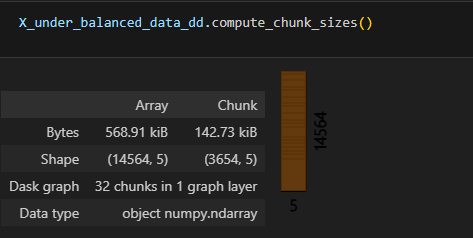 X_under_balanced_data_dd.compute_chunk_sizes()
Array Chunk
Bytes 568.91 kiB 142.73 kiB
Shape (14564, 5) (3654, 5)
Dask graph 32 chunks in 1 graph layer
Data type object numpy.ndarray
14564
5